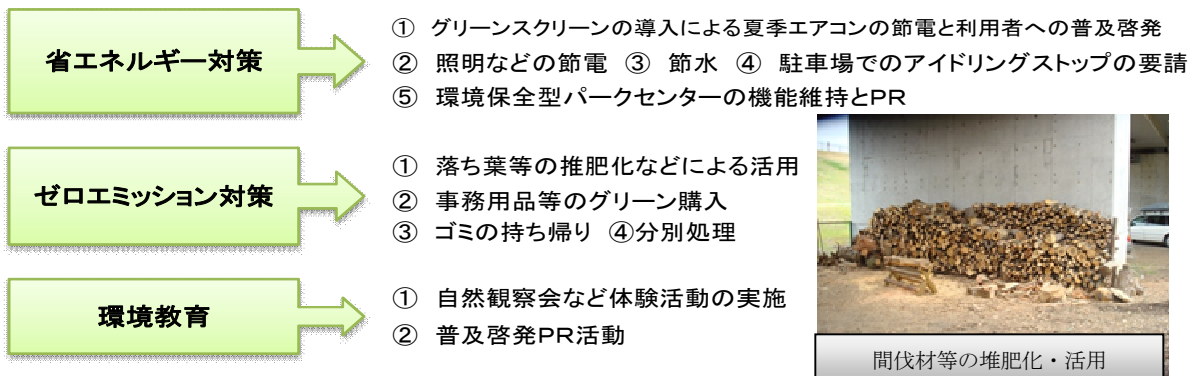 省エネルギー対策
① グリーンスクリーンの導入による夏季エアコンの節電と利用者への普及啓発
② 照明などの節電 ③ 節水 ④ 駐車場でのアイドリングストップの要請
⑤ 環境保全型パークセンターの機能維持とPR
ゼロエミッション対策
① 落ち葉等の推肥化などによる活用
② 事務用品等のグリーン購入
③ ゴミの持ち帰り ④分別処理
環境教育
① 自然観察会など体験活動の実施
② 普及啓発PR活動
間伐材等の堆肥化・活用